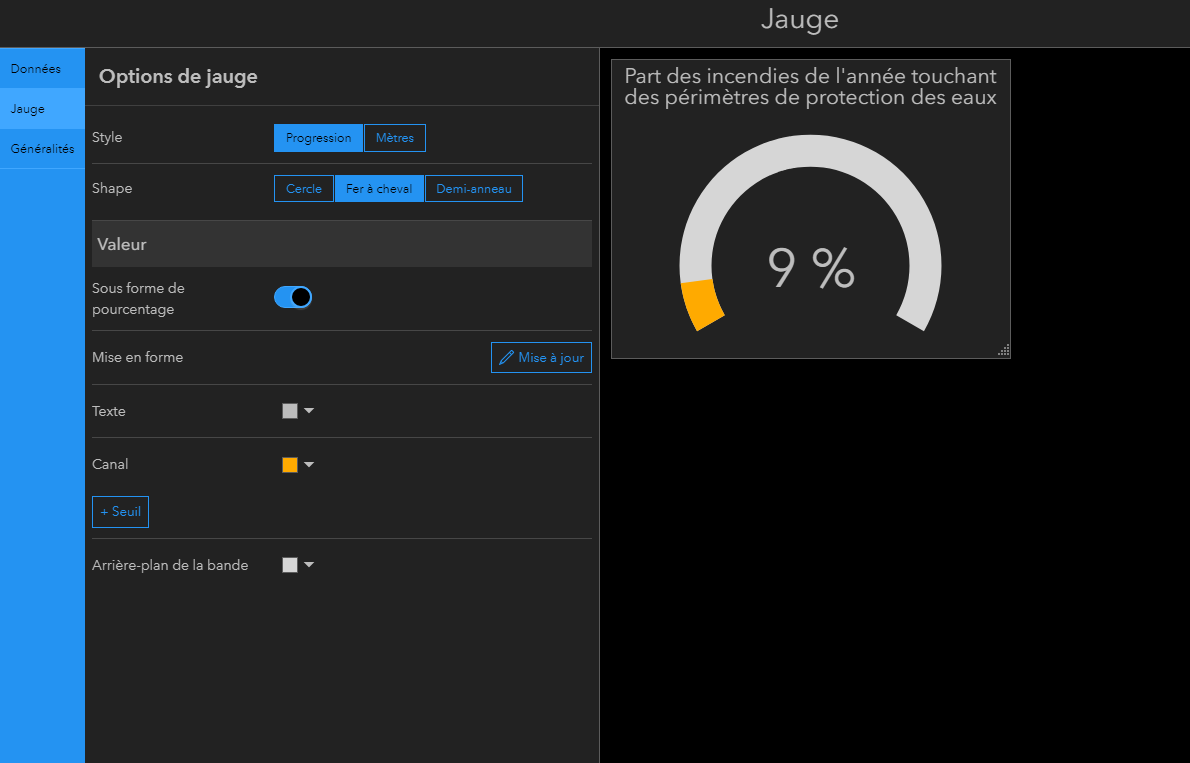 Jauge
Données
Jauge
Généralités
Options de jauge
Style
Progression
Mètres
Shape
Cercle
Fer à cheval
Demi-anneau
Valeur
Sous forme de
pourcentage
Mise en forme
Mise à jour
Texte
Canal
+ Seuil
Arrière-plan de la bande
Part des incendies de l'année touchant
des périmètres de protection des eaux
9 %